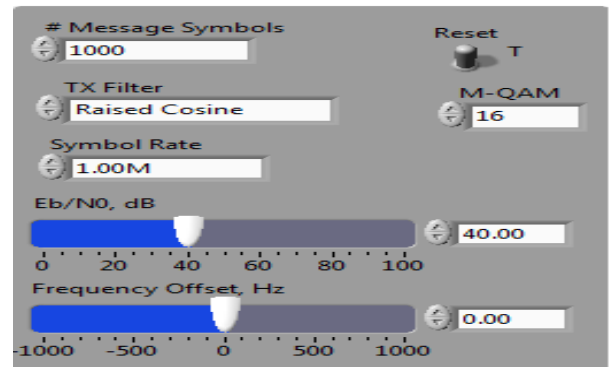 # Message Symbols
1000
Reset
T
TX Filter
Raised Cosine
M-QAM
16
Symbol Rate
1.00M
Eb/N0, dB
40.00
0 20 40 60 80 100
Frequency Offset, Hz
0.00
-1000 -500 0 500 1000